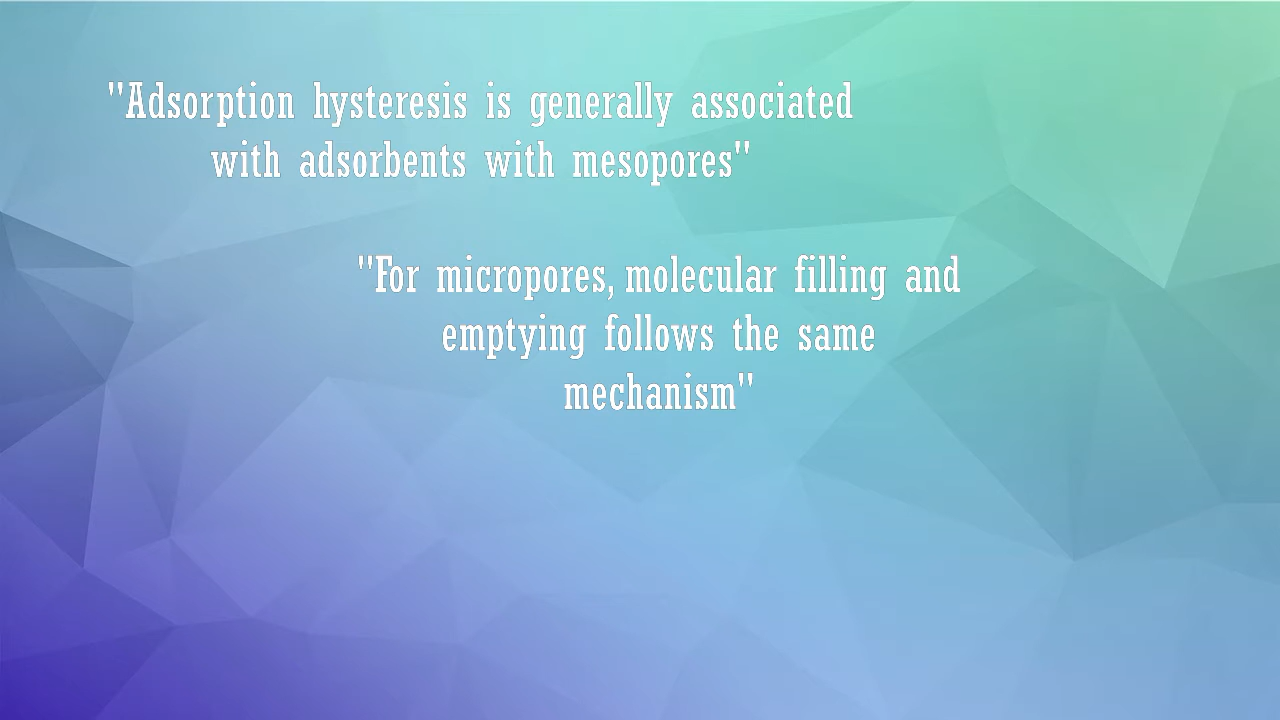 "Adsorption hysteresis is generally associated
with adsorbents with mesopores"
"For micropores, molecular filling and
emptying follows the same
mechanism"